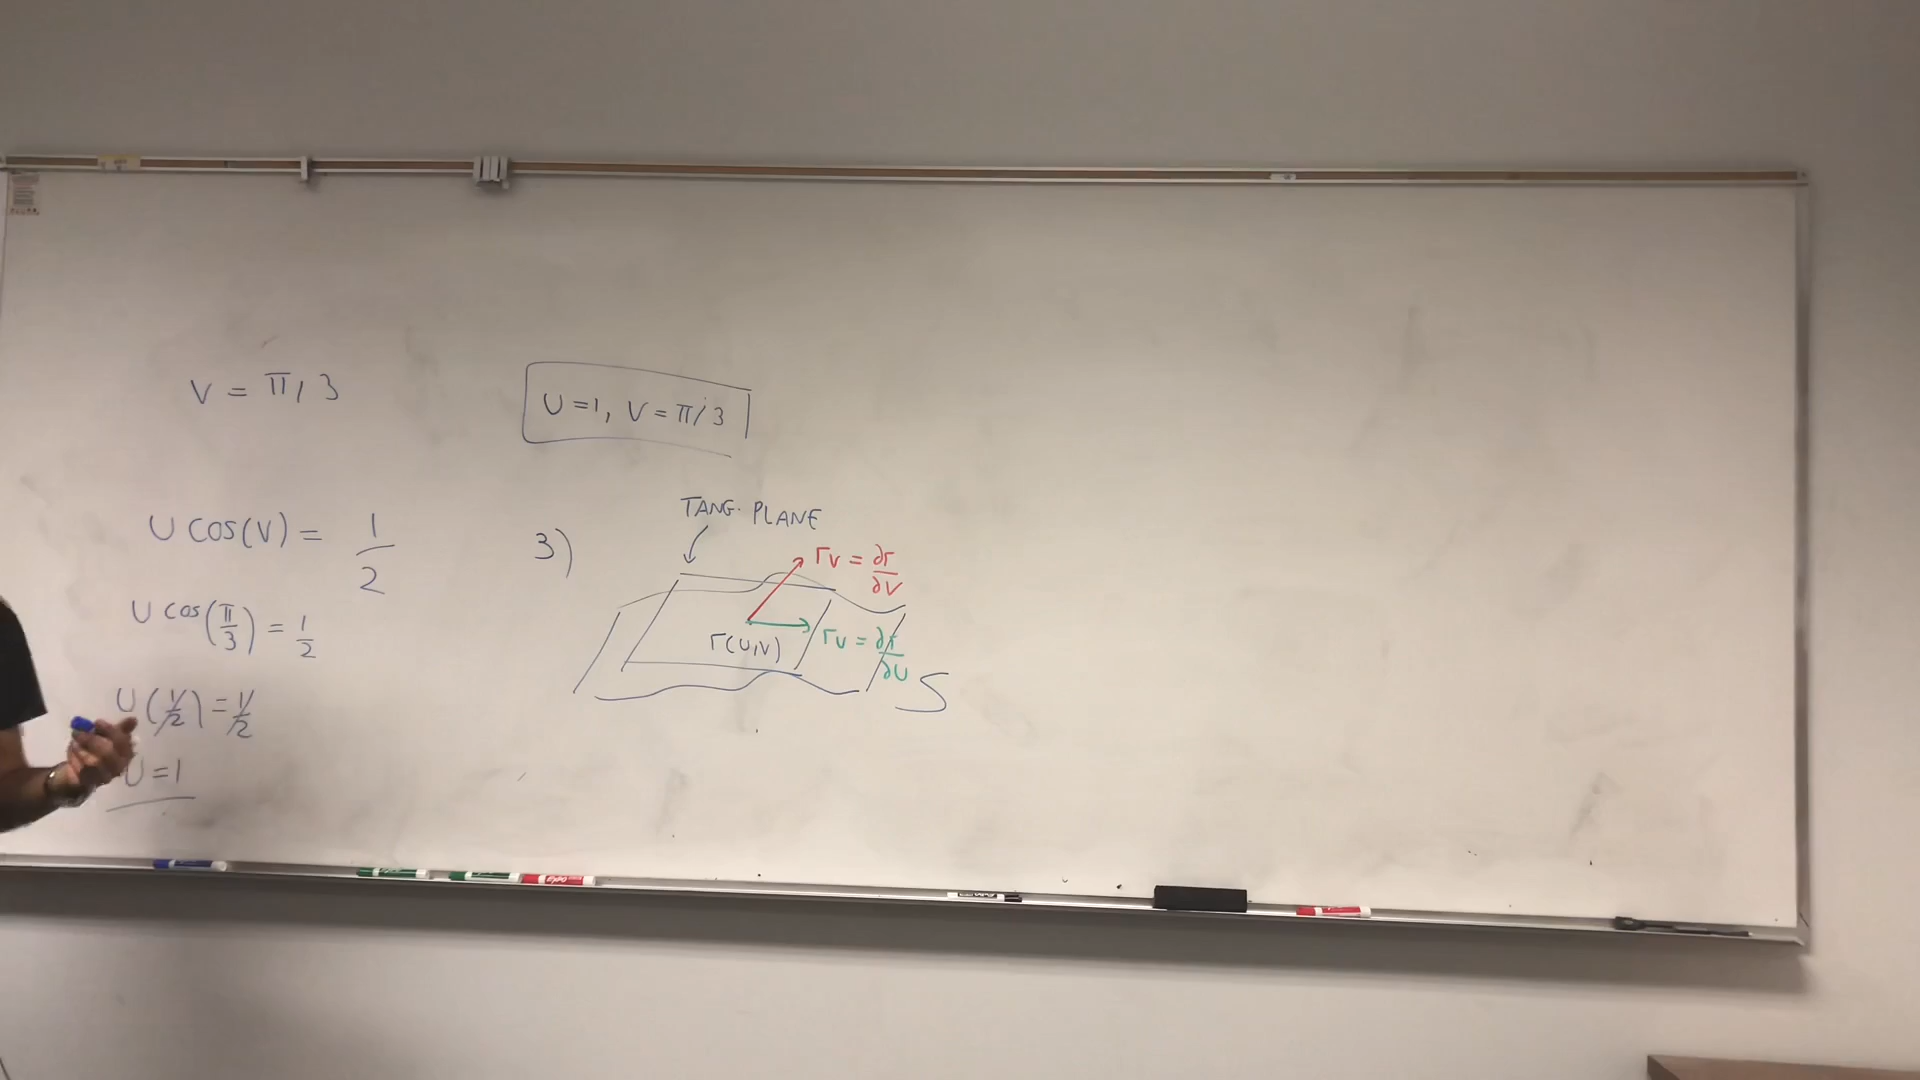 V = π/3
U cos(V) = 1/2
U cos(π/3) = 1/2
U(1/2) = 1/2
U = 1
U = 1, V = π/3
3)
TANG. PLANE
rv = ∂r/∂v
r(u,v)
ru = ∂r/∂u
S
EXPO